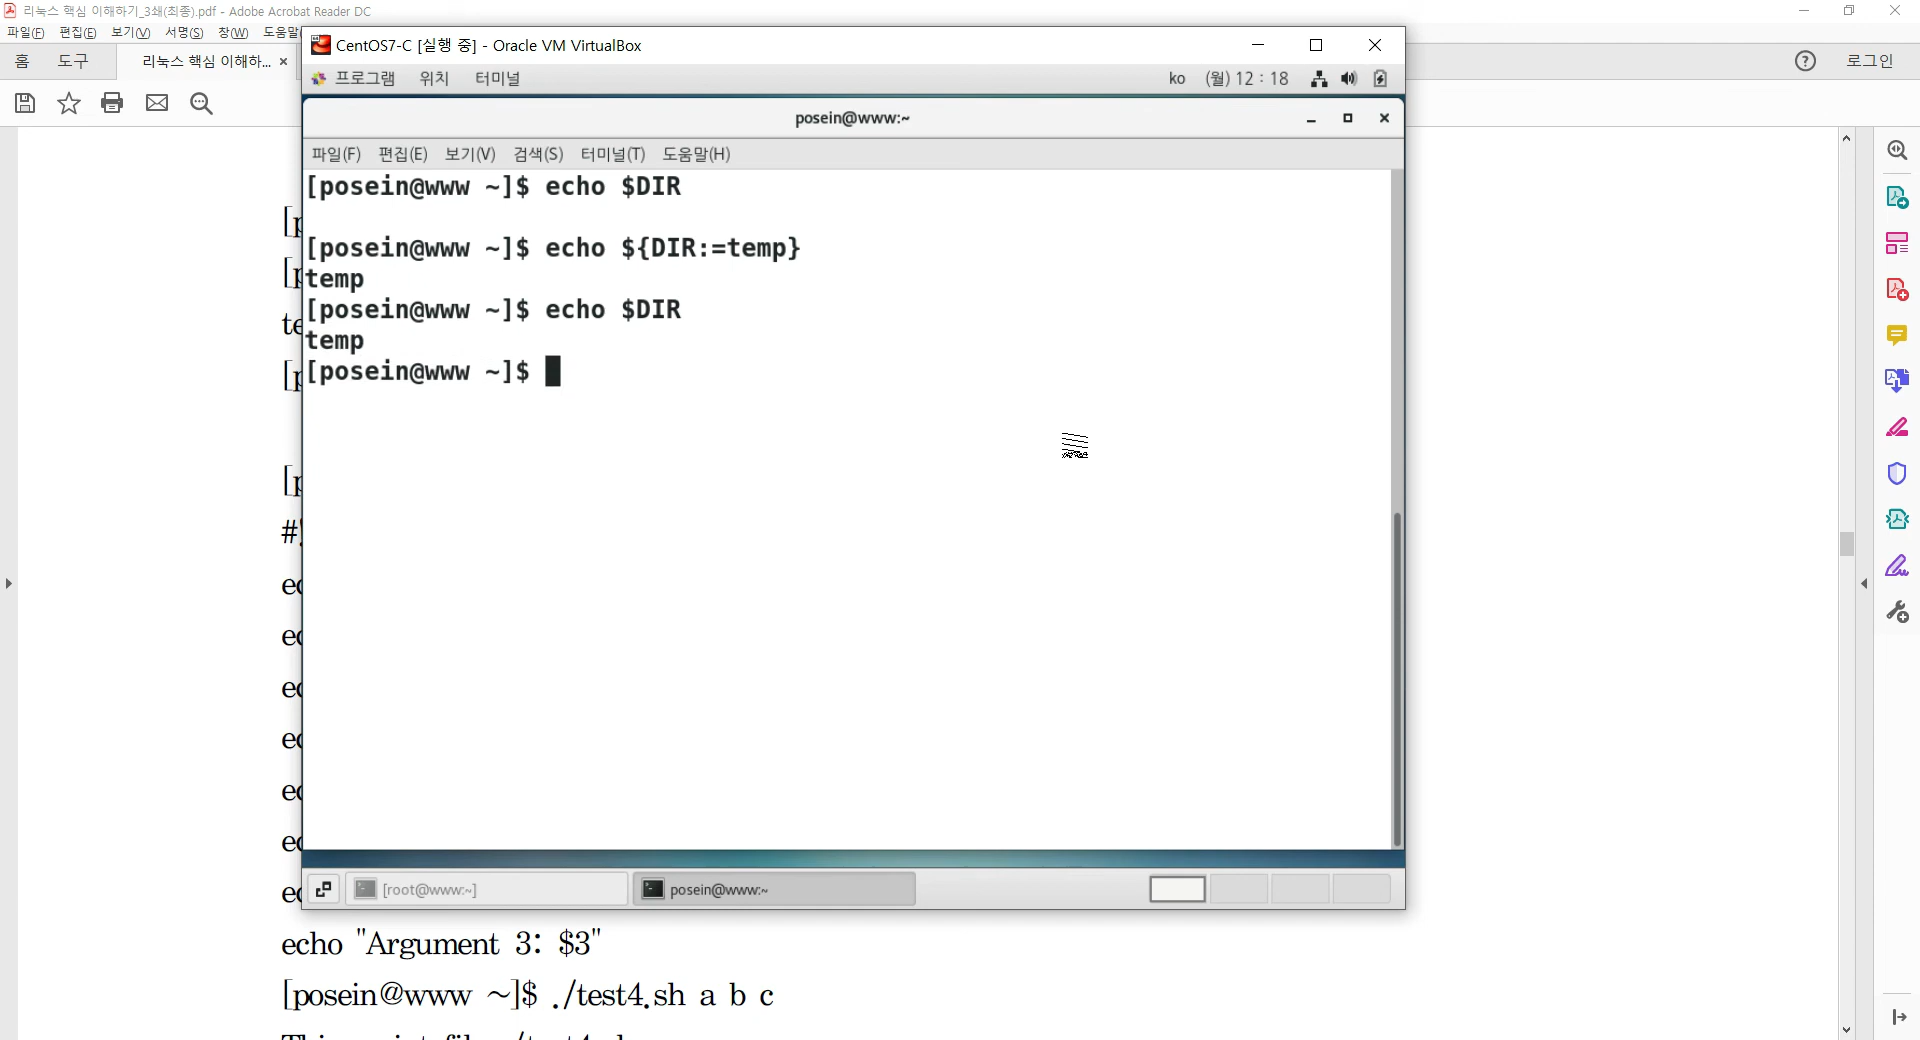 리눅스 핵심 이해하기_3쇄(최종).pdf - Adobe Acrobat Reader DC
파일(F) 편집(E) 보기(V) 서명(S) 창(W) 도움말
홈 도구 리눅스 핵심 이해하... × 로그인
CentOS7-C [실행 중] - Oracle VM VirtualBox
프로그램 위치 터미널 ko (월) 12 : 18
posein@www:~
파일(F) 편집(E) 보기(V) 검색(S) 터미널(T) 도움말(H)
[posein@www ~]$ echo $DIR
[posein@www ~]$ echo ${DIR:=temp}
temp
[posein@www ~]$ echo $DIR
temp
[posein@www ~]$
[root@www:~] posein@www:~
echo "Argument 3: $3"
[posein@www ~]$ ./test4.sh a b c